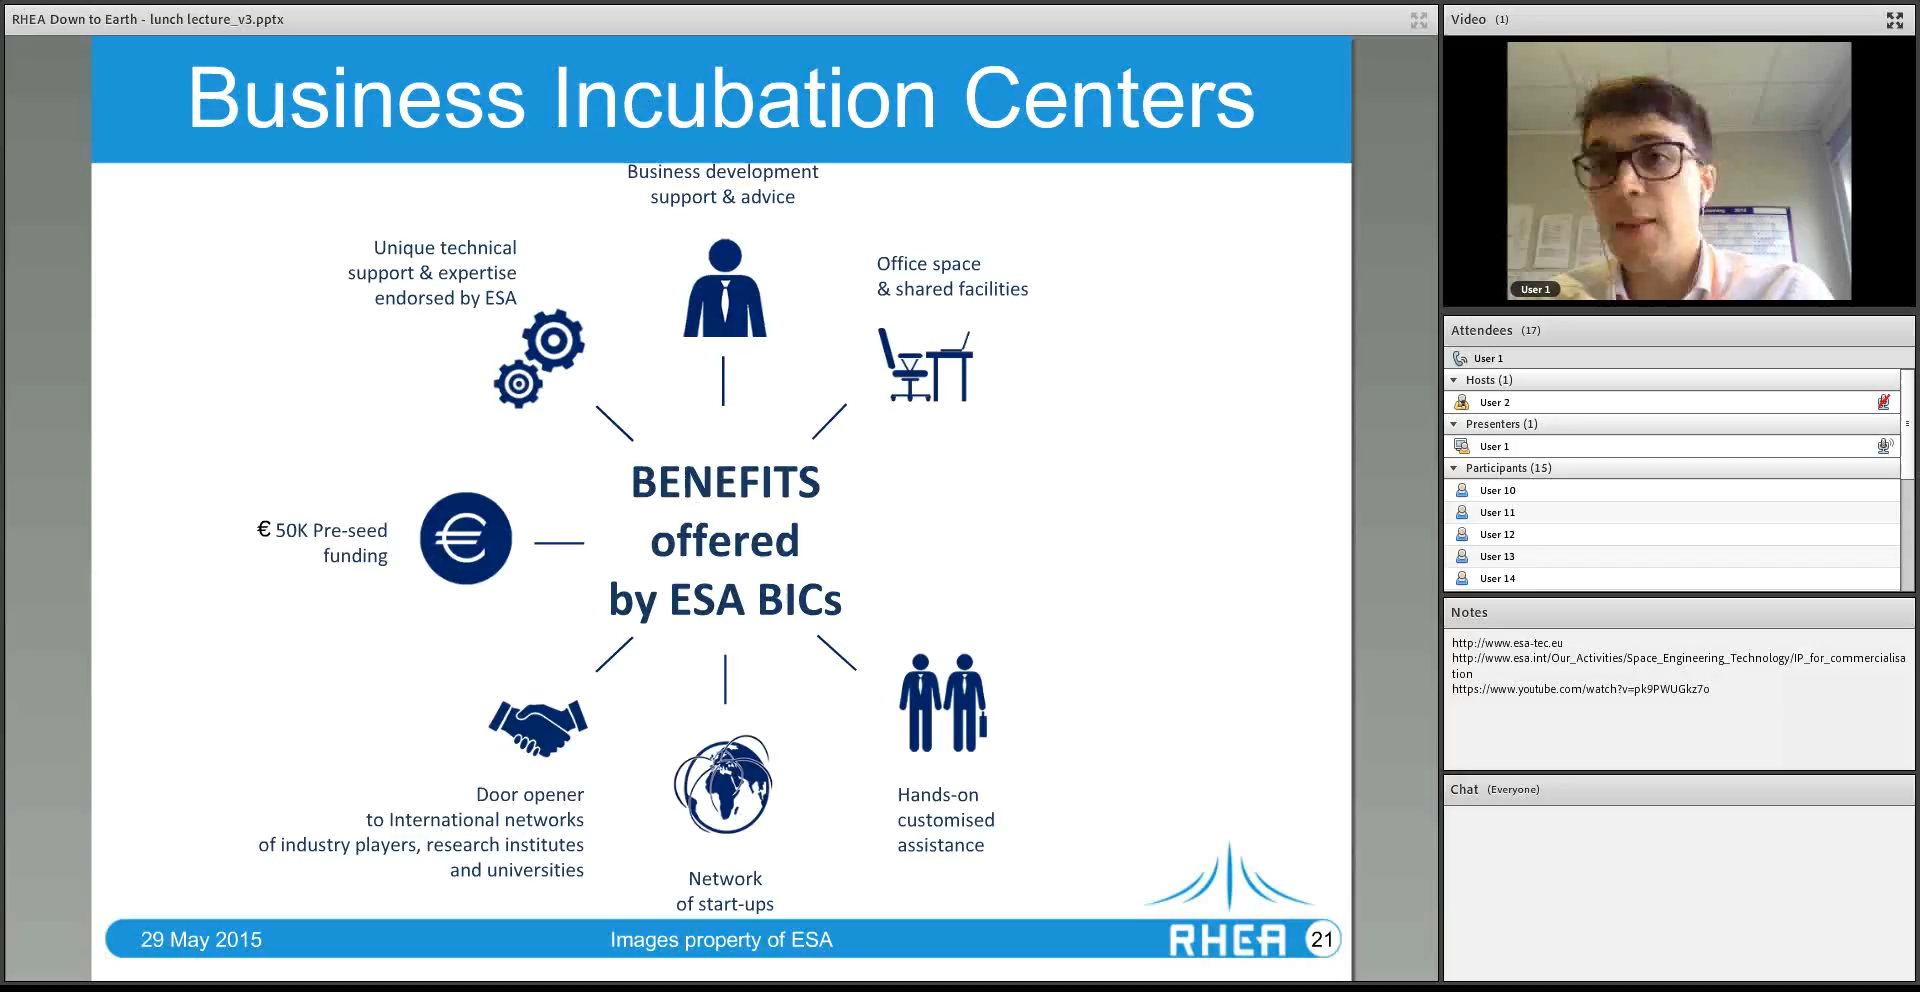 RHEA Down to Earth - lunch lecture_v3.pptx
Business Incubation Centers
Business development
support & advice
Unique technical
support & expertise
endorsed by ESA
Office space
& shared facilities
€ 50K Pre-seed
funding
BENEFITS
offered
by ESA BICs
Door opener
to International networks
of industry players, research institutes
and universities
Network
of start-ups
Hands-on
customised
assistance
29 May 2015
Images property of ESA
RHEA
21
Video (1)
User 1
Attendees (17)
User 1
Hosts (1)
User 2
Presenters (1)
User 1
Participants (15)
User 10
User 11
User 12
User 13
User 14
Notes
http://www.esa-tec.eu
http://www.esa.int/Our_Activities/Space_Engineering_Technology/IP_for_commercialisa
tion
https://www.youtube.com/watch?v=pk9PWUGkz7o
Chat (Everyone)